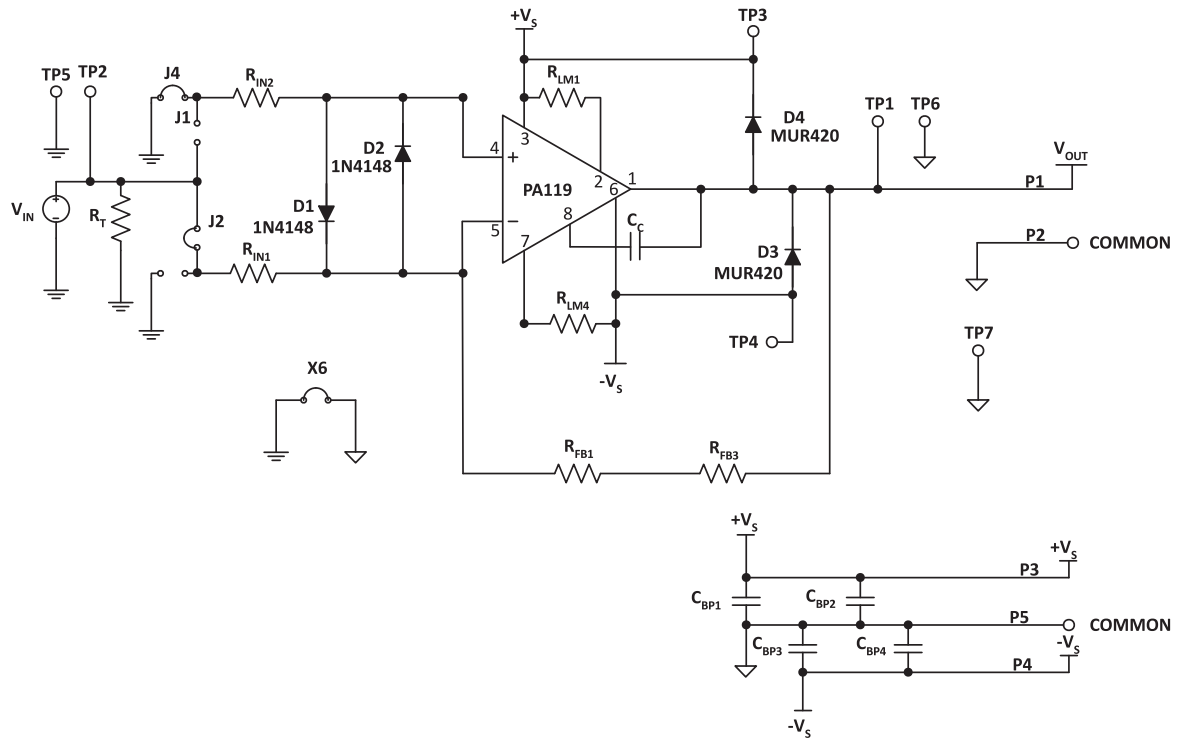 +VS
TP3
TP5
TP2
J4
RIN2
RLM1
J1
D4
MUR420
TP1
TP6
D2
1N4148
4
+
3
VOUT
PA119
2
6
1
P1
VIN
+
−
RT
D1
1N4148
J2
5
−
8
CC
7
D3
MUR420
P2
COMMON
RIN1
RLM4
TP4
TP7
-VS
X6
RFB1
RFB3
+VS
+VS
P3
CBP1
CBP2
P5
COMMON
CBP3
CBP4
-VS
P4
-VS